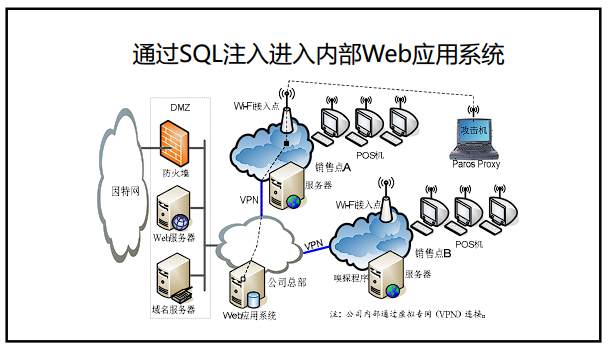 通过SQL注入进入内部Web应用系统
DMZ
Wi-Fi接入点
攻击机
POS机
Paros Proxy
因特网
防火墙
销售点A
服务器
VPN
Wi-Fi接入点
Web服务器
POS机
VPN
销售点B
公司总部
嗅探程序
服务器
域名服务器
Web应用系统
注：公司内部通过虚拟专网 (VPN) 连接。